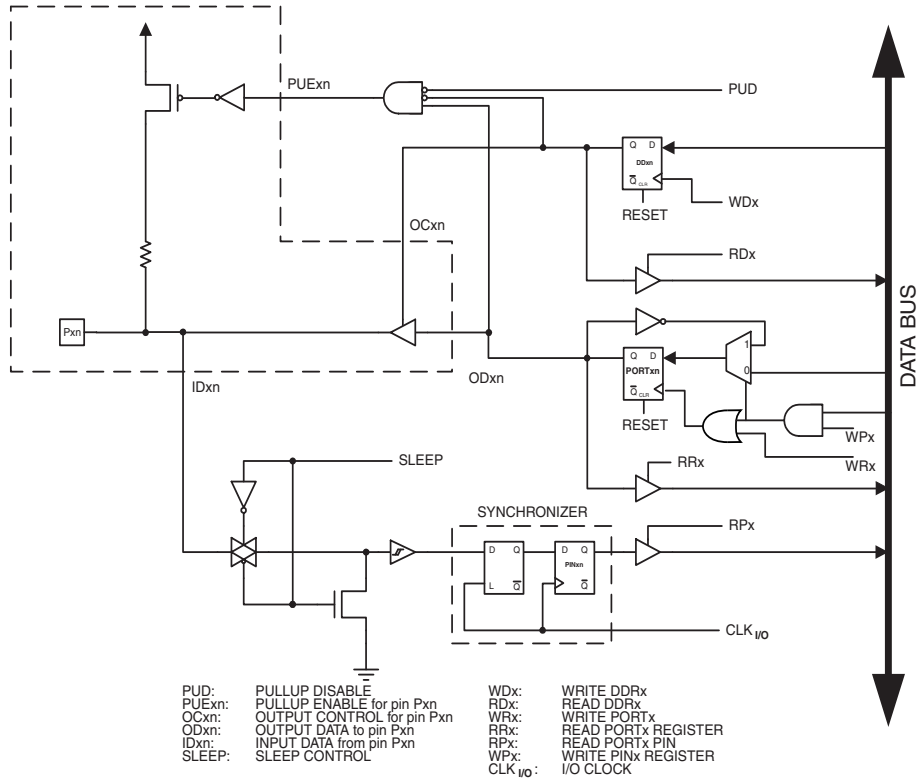 PUExn
PUD
Q D
DDxn
Q CLR
WDx
RESET
OCxn
RDx
Pxn
ODxn
1
Q D
PORTxn
0
Q CLR
IDxn
RESET
WPx
WRx
SLEEP
RRx
SYNCHRONIZER
RPx
D Q
D Q
PINxn
L Q
Q
CLK I/O
DATA BUS
PUD: PULLUP DISABLE
PUExn: PULLUP ENABLE for pin Pxn
OCxn: OUTPUT CONTROL for pin Pxn
ODxn: OUTPUT DATA to pin Pxn
IDxn: INPUT DATA from pin Pxn
SLEEP: SLEEP CONTROL
WDx: WRITE DDRx
RDx: READ DDRx
WRx: WRITE PORTx
RRx: READ PORTx REGISTER
RPx: READ PORTx PIN
WPx: WRITE PINx REGISTER
CLK I/O: I/O CLOCK